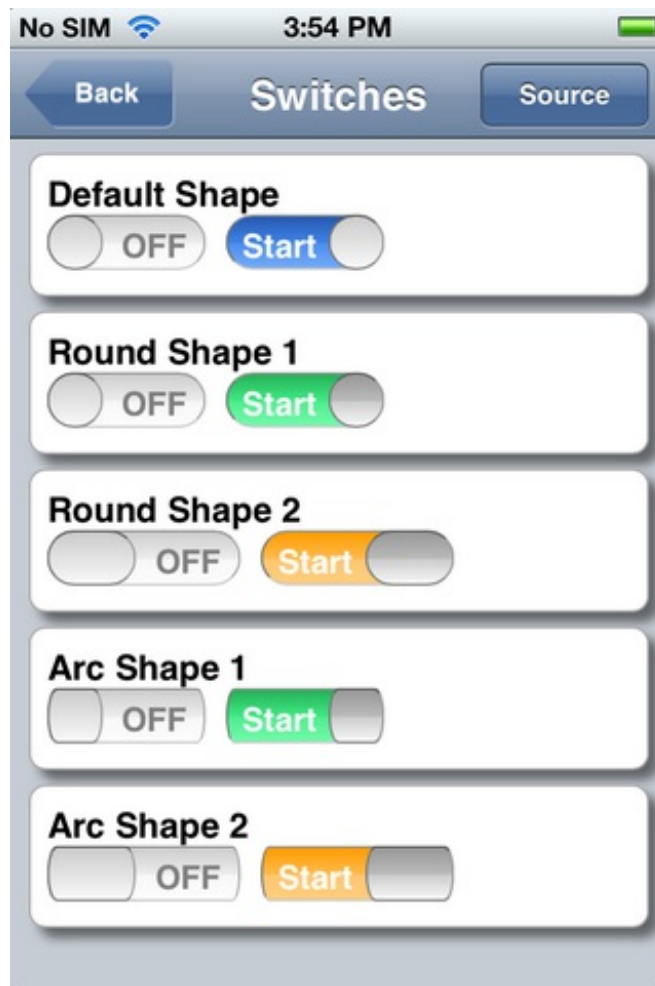 No SIM 3:54 PM
Back Switches Source
Default Shape
OFF Start
Round Shape 1
OFF Start
Round Shape 2
OFF Start
Arc Shape 1
OFF Start
Arc Shape 2
OFF Start